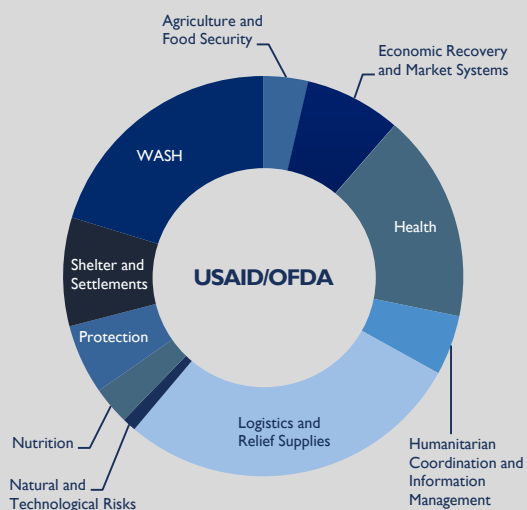 Agriculture and
Food Security
Economic Recovery
and Market Systems
WASH
Health
Shelter and
Settlements
USAID/OFDA
Protection
Logistics and
Relief Supplies
Nutrition
Humanitarian
Coordination and
Information
Management
Natural and
Technological Risks